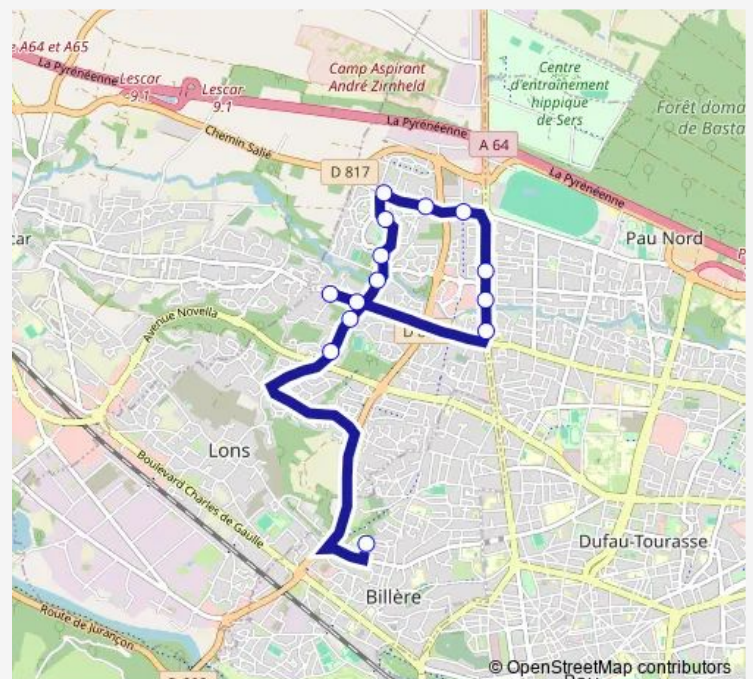 A64 et A65
La Pyrénéenne
Lescar
9.1
Lescar
9.1
Camp Aspirant
André Zirnheld
Centre
d'entraînement
hippique
de Sers
Forêt doma
de Basta
La Pyrénéenne
A 64
Chemin Salié
D 817
La Pyrénéenne
car
Pau Nord
Avenue Novella
Lons
Boulevard Charles de Gaulle
Dufau-Tourasse
Billère
Route de Jurançon
© OpenStreetMap contributors